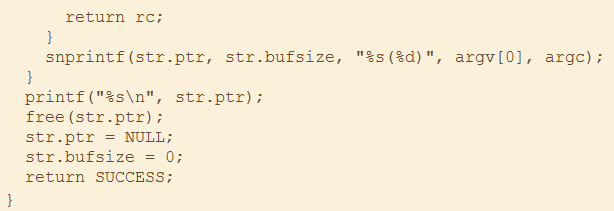 return rc;
}
snprintf(str.ptr, str.bufsize, "%s(%d)", argv[0], argc);
}
printf("%s\n", str.ptr);
free(str.ptr);
str.ptr = NULL;
str.bufsize = 0;
return SUCCESS;
}